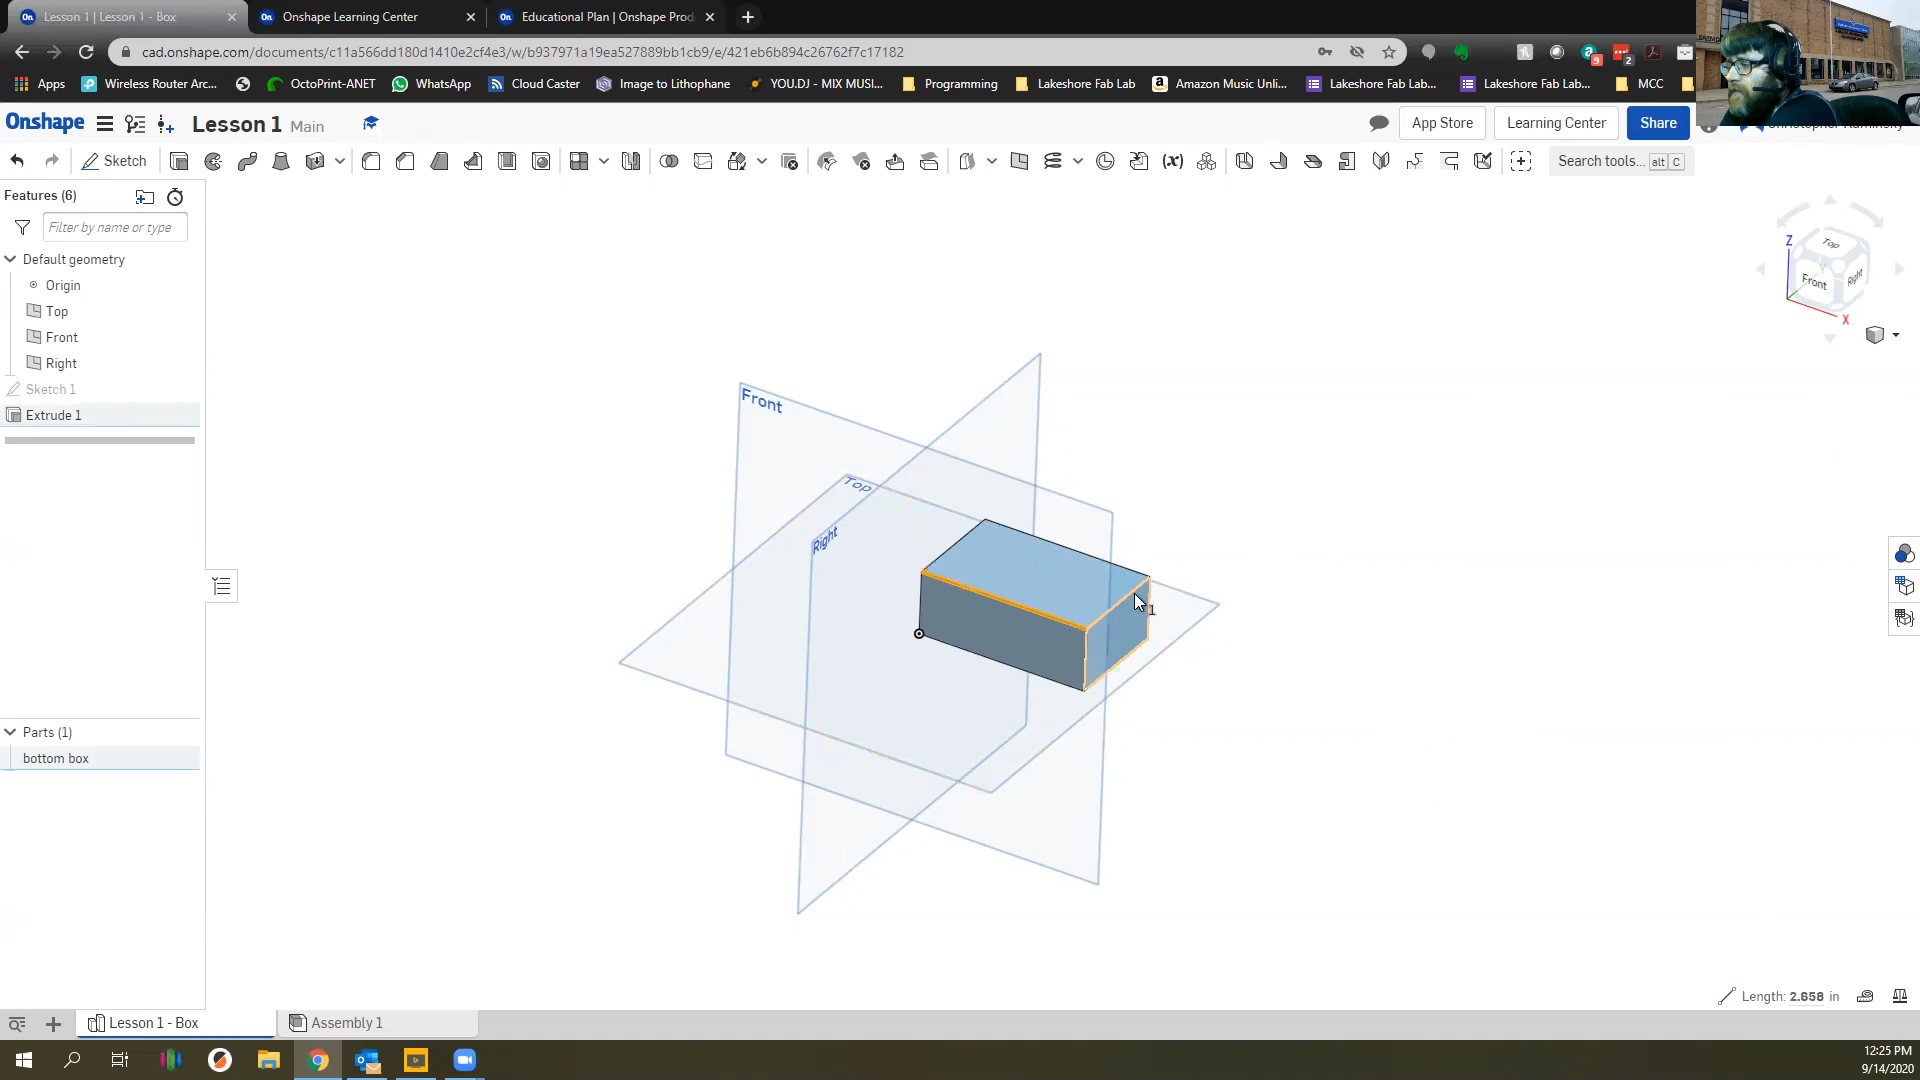 Lesson 1 | Lesson 1 - Box
Onshape Learning Center
Educational Plan | Onshape Prod
cad.onshape.com/documents/c11a566dd180d1410e2cf4e3/w/b937971a19ea527889bb1cb9/e/421eb6b894c26762f7c17182
Apps
Wireless Router Arc...
OctoPrint-ANET
WhatsApp
Cloud Caster
Image to Lithophane
YOU.DJ - MIX MUSI...
Programming
Lakeshore Fab Lab
Amazon Music Unli...
Lakeshore Fab Lab...
Lakeshore Fab Lab...
MCC
Onshape
Lesson 1 Main
App Store
Learning Center
Share
Sketch
Search tools... alt C
Features (6)
Filter by name or type
Default geometry
Origin
Top
Front
Right
Sketch 1
Extrude 1
Parts (1)
bottom box
Front
Top
Right
1
Z
Top
Front
Right
X
Length: 2.658 in
Lesson 1 - Box
Assembly 1
12:25 PM
9/14/2020